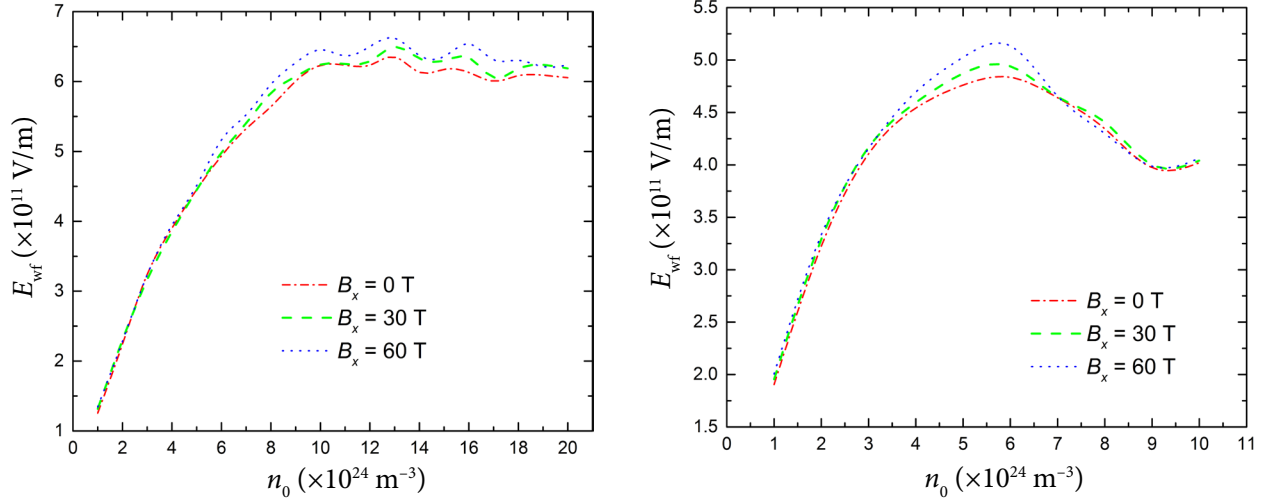 7
6
5
4
3
2
1
E_wf (×10^11 V/m)
B_x = 0 T
B_x = 30 T
B_x = 60 T
0 2 4 6 8 10 12 14 16 18 20
n_0 (×10^24 m^–3)
5.5
5.0
4.5
4.0
3.5
3.0
2.5
2.0
1.5
E_wf (×10^11 V/m)
B_x = 0 T
B_x = 30 T
B_x = 60 T
0 1 2 3 4 5 6 7 8 9 10 11
n_0 (×10^24 m^–3)